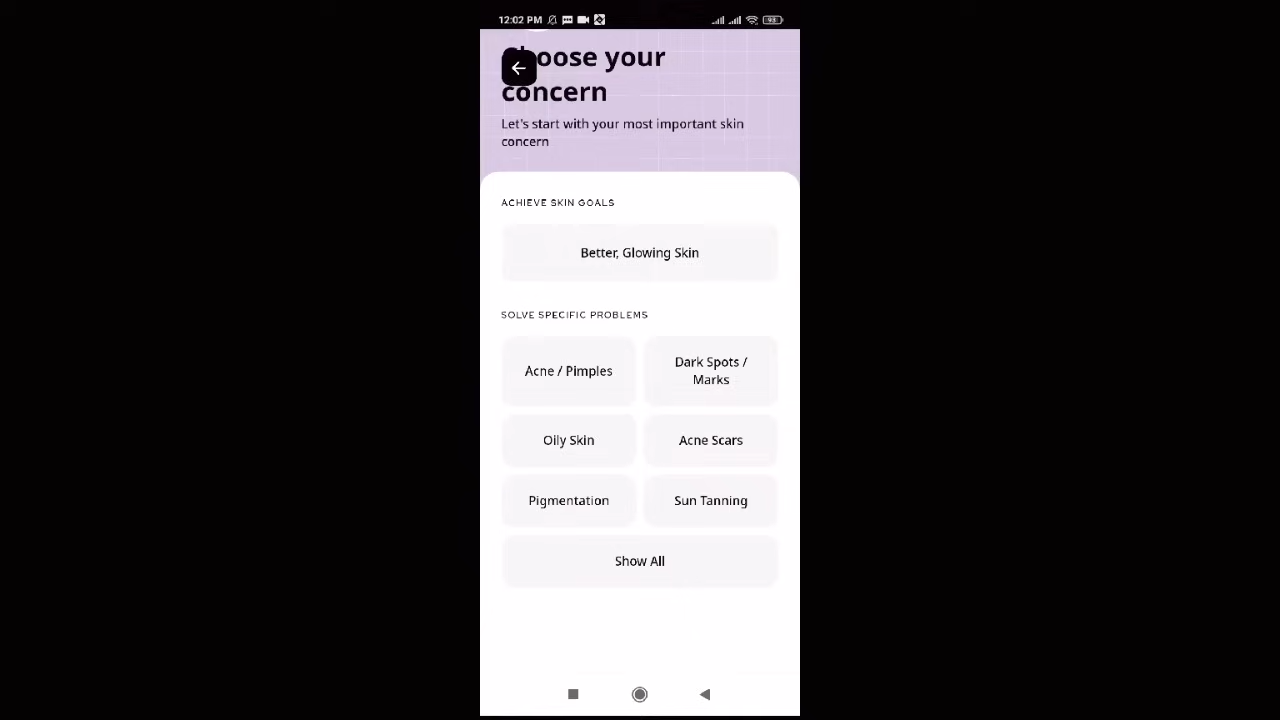 12:02 PM
93
Choose your
concern
Let's start with your most important skin
concern
ACHIEVE SKIN GOALS
Better, Glowing Skin
SOLVE SPECIFIC PROBLEMS
Acne / Pimples
Dark Spots /
Marks
Oily Skin
Acne Scars
Pigmentation
Sun Tanning
Show All